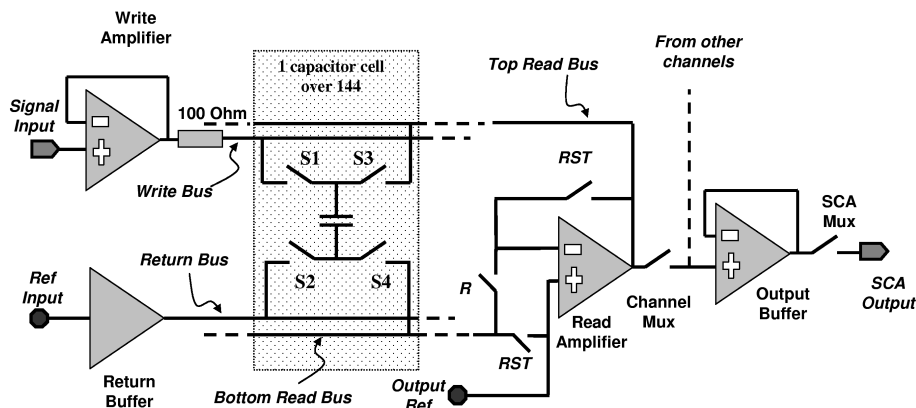 Write
Amplifier
Signal
Input
100 Ohm
Write Bus
1 capacitor cell
over 144
S1
S3
S2
S4
Top Read Bus
From other
channels
RST
R
RST
Read
Amplifier
Channel
Mux
Output
Buffer
SCA
Mux
SCA
Output
Ref
Input
Return Bus
Return
Buffer
Bottom Read Bus
Output
Ref